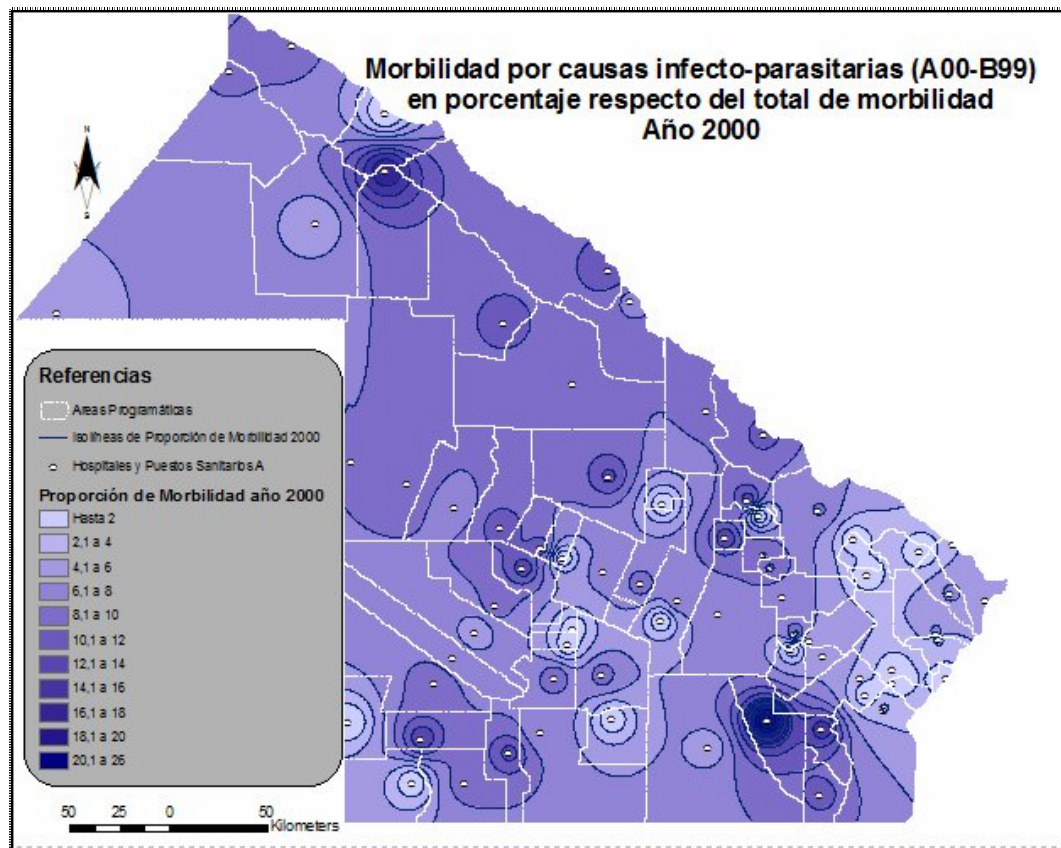 Morbilidad por causas infecto-parasitarias (A00-B99)
en porcentaje respecto del total de morbilidad
Año 2000
N
S
Referencias
Areas Programáticas
Isolíneas de Proporción de Morbilidad 2000
Hospitales y Puestos Sanitarios A
Proporción de Morbilidad año 2000
Hasta 2
2,1 a 4
4,1 a 6
6,1 a 8
8,1 a 10
10,1 a 12
12,1 a 14
14,1 a 16
16,1 a 18
18,1 a 20
20,1 a 26
50 25 0 50
Kilometers